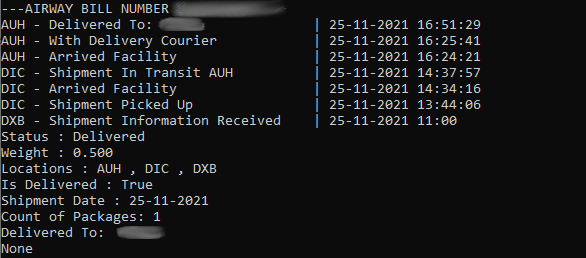 ---AIRWAY BILL NUMBER
AUH - Delivered To: | 25-11-2021 16:51:29
AUH - With Delivery Courier | 25-11-2021 16:25:41
AUH - Arrived Facility | 25-11-2021 16:24:21
DIC - Shipment In Transit AUH | 25-11-2021 14:37:57
DIC - Arrived Facility | 25-11-2021 14:34:16
DIC - Shipment Picked Up | 25-11-2021 13:44:06
DXB - Shipment Information Received | 25-11-2021 11:00
Status : Delivered
Weight : 0.500
Locations : AUH , DIC , DXB
Is Delivered : True
Shipment Date : 25-11-2021
Count of Packages: 1
Delivered To:
None